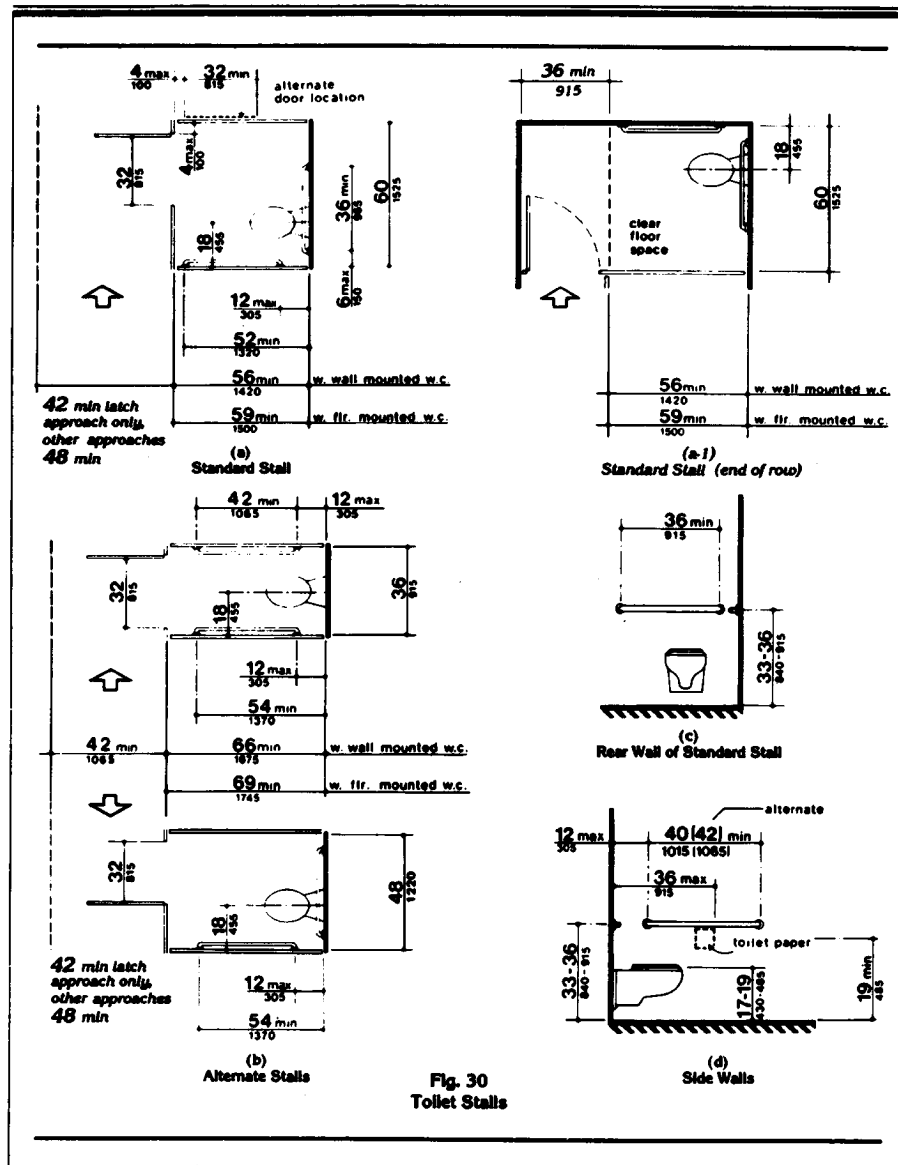 4 max
100
32 min
815
alternate
door location
4 max
100
32
815
18
455
36 min
965
60
1525
6 max
150
12 max
305
52 min
1320
56 min
1420
w. wall mounted w.c.
59 min
1500
w. flr. mounted w.c.
42 min latch
approach only,
other approaches
48 min
(a)
Standard Stall
36 min
915
18
455
60
1525
clear
floor
space
56 min
1420
w. wall mounted w.c.
59 min
1500
w. flr. mounted w.c.
(a-1)
Standard Stall (end of row)
42 min
1065
12 max
305
32
815
18
455
36
915
12 max
305
54 min
1370
42 min
1065
66 min
1675
w. wall mounted w.c.
69 min
1745
w. flr. mounted w.c.
32
815
18
455
48
1220
42 min latch
approach only,
other approaches
48 min
12 max
305
54 min
1370
(b)
Alternate Stalls
36 min
915
33-36
840-915
(c)
Rear Wall of Standard Stall
alternate
12 max
305
40 (42) min
1015 (1065)
36 max
915
toilet paper
33-36
840-915
17-19
430-485
19 min
485
(d)
Side Walls
Fig. 30
Toilet Stalls